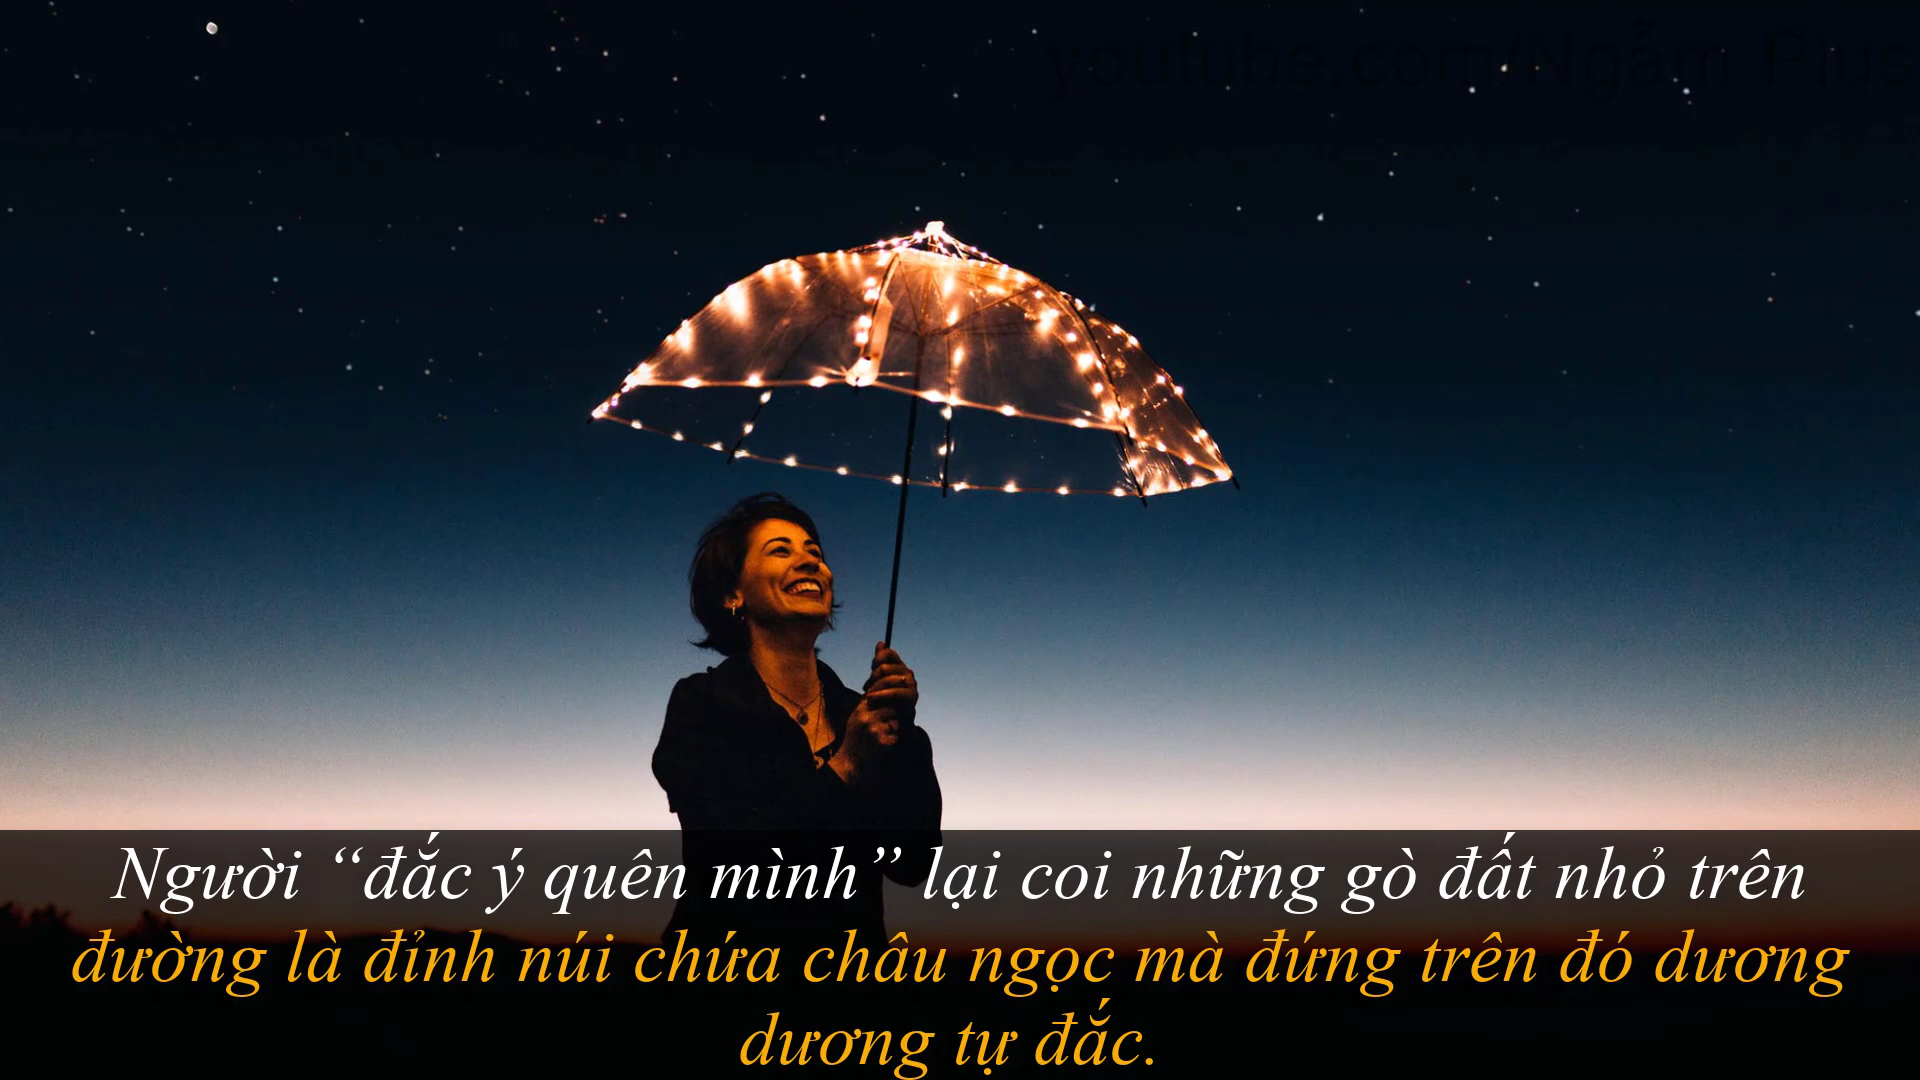 youtube.com/Ngẫm Plus
Người “đắc ý quên mình” lại coi những gò đất nhỏ trên
đường là đỉnh núi chứa châu ngọc mà đứng trên đó dương
dương tự đắc.